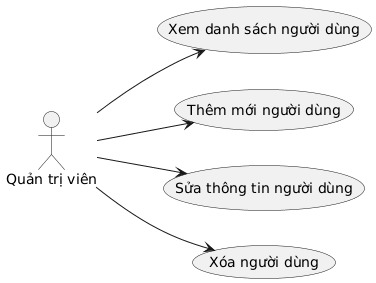 Xem danh sách người dùng
Thêm mới người dùng
Quản trị viên
Sửa thông tin người dùng
Xóa người dùng